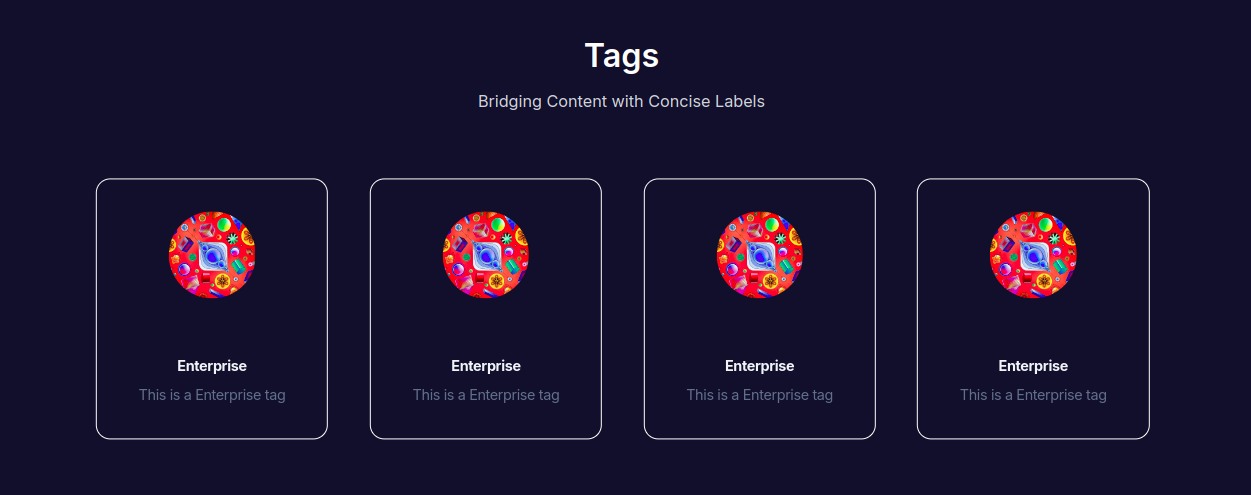 Tags
Bridging Content with Concise Labels
Enterprise
This is a Enterprise tag
Enterprise
This is a Enterprise tag
Enterprise
This is a Enterprise tag
Enterprise
This is a Enterprise tag